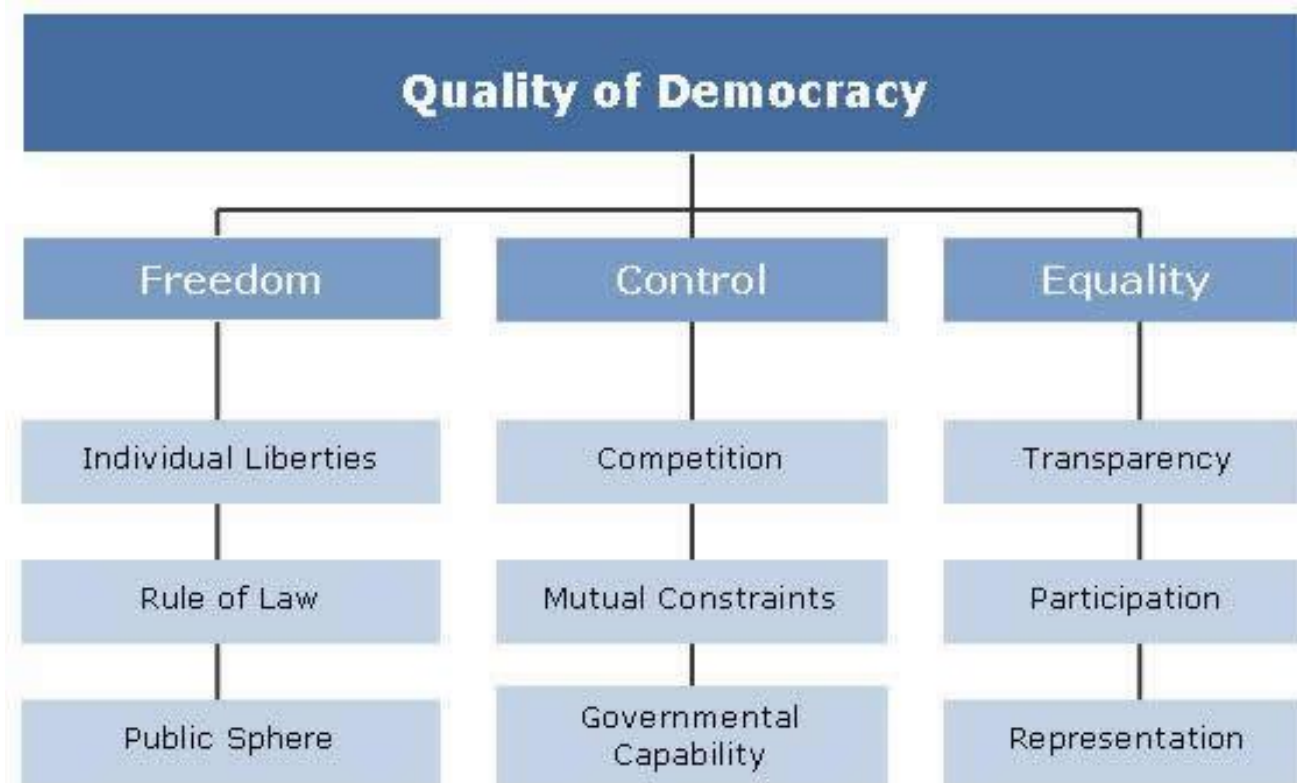 Quality of Democracy
Freedom
Control
Equality
Individual Liberties
Competition
Transparency
Rule of Law
Mutual Constraints
Participation
Public Sphere
Governmental
Capability
Representation